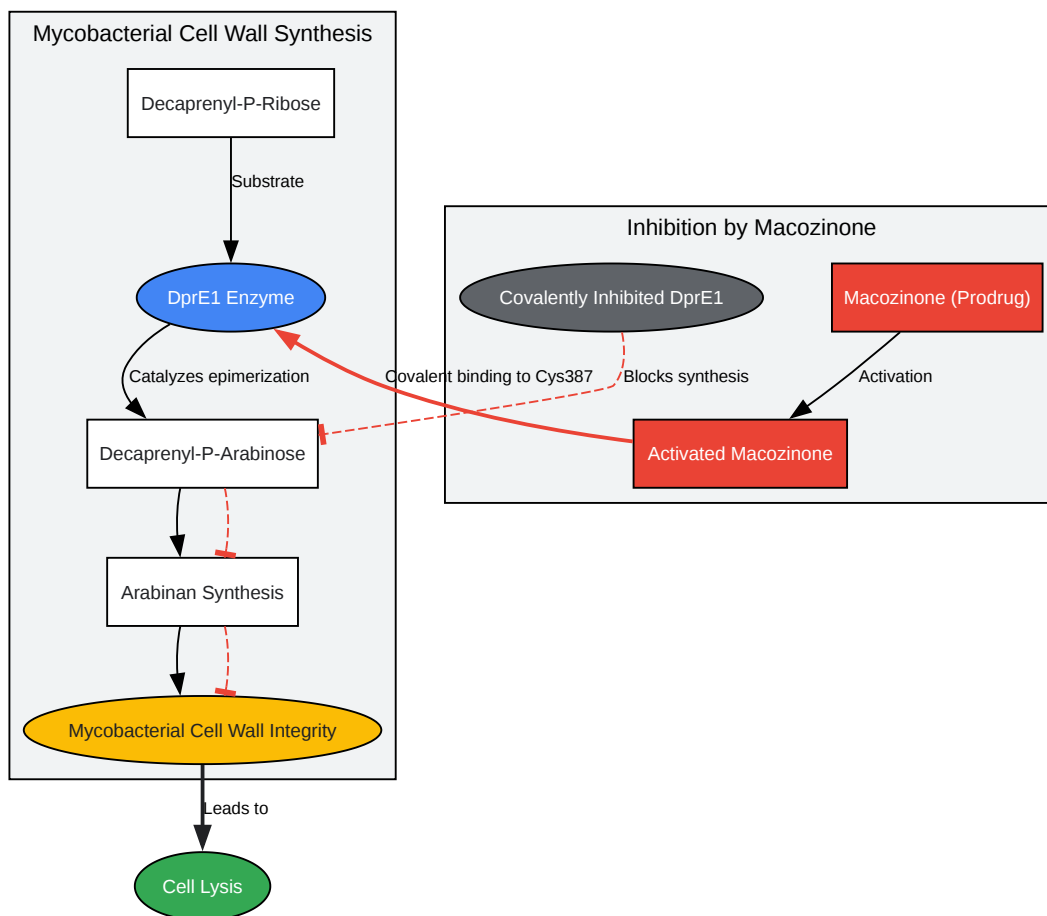 Mycobacterial Cell Wall Synthesis
Decaprenyl-P-Ribose
Substrate
DprE1 Enzyme
Catalyzes epimerization
Decaprenyl-P-Arabinose
Arabinan Synthesis
Mycobacterial Cell Wall Integrity
Leads to
Cell Lysis
Inhibition by Macozinone
Covalently Inhibited DprE1
Macozinone (Prodrug)
Covalent binding to Cys387
Blocks synthesis
Activation
Activated Macozinone